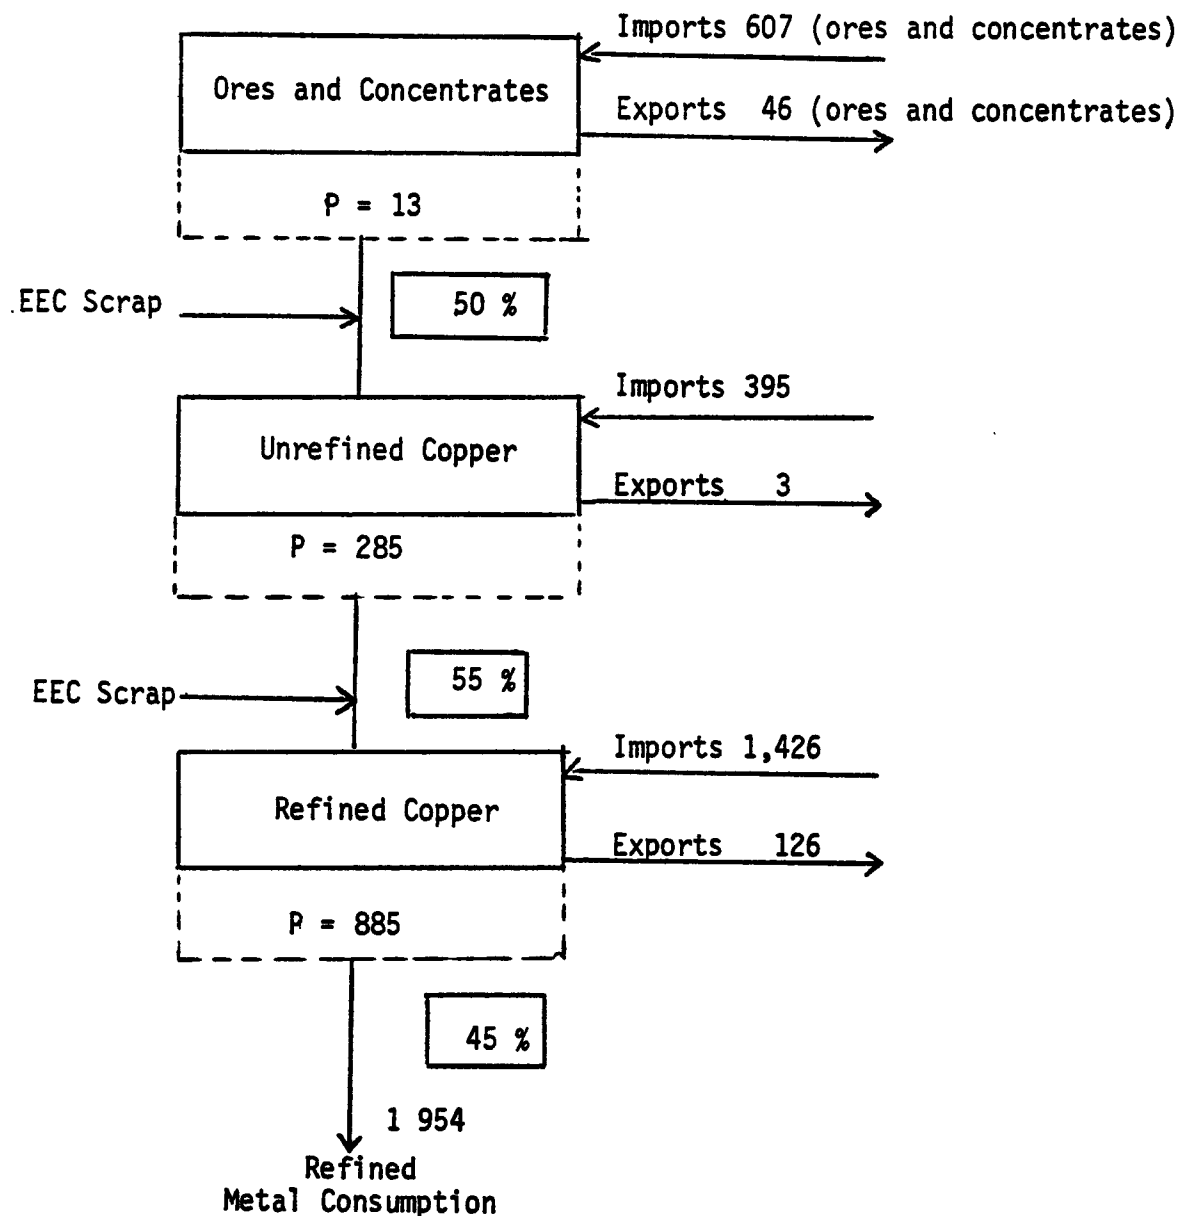 Imports 607 (ores and concentrates)
Ores and Concentrates
Exports 46 (ores and concentrates)
P = 13
EEC Scrap
50 %
Imports 395
Unrefined Copper
Exports 3
P = 285
55 %
EEC Scrap
Imports 1,426
Refined Copper
Exports 126
P = 885
45 %
1 954
Refined
Metal Consumption